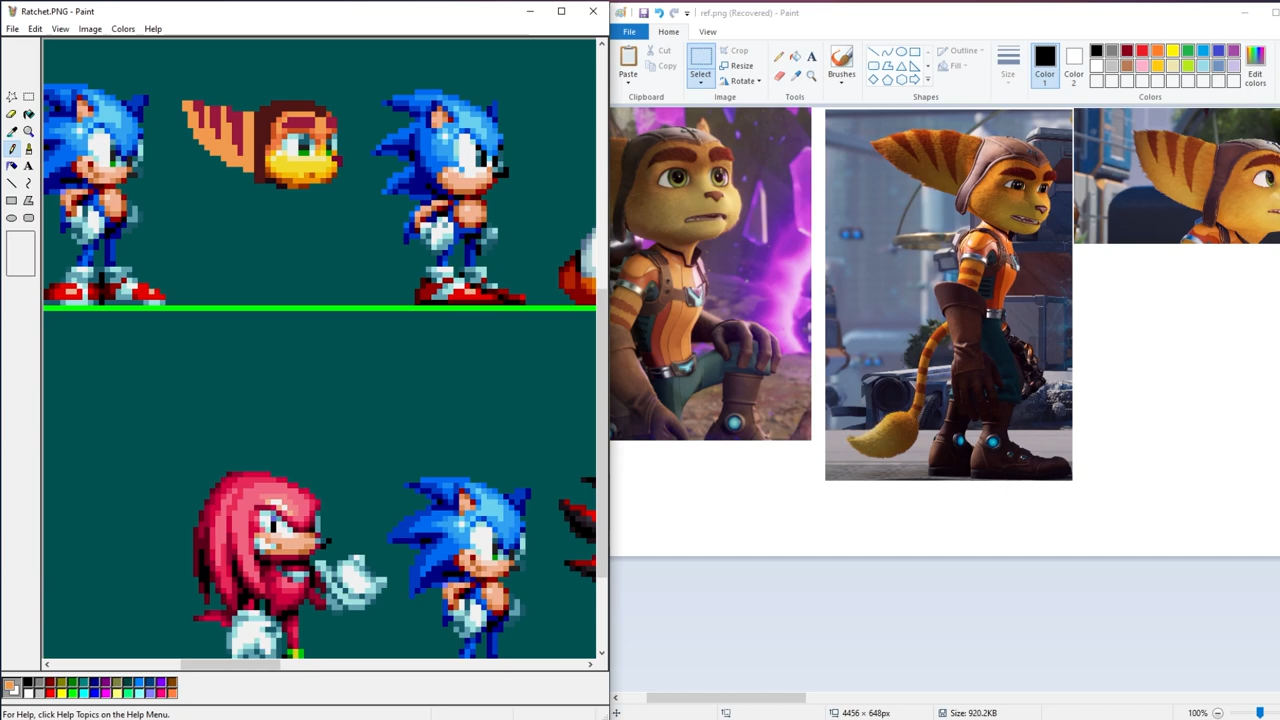 Ratchet.PNG - Paint
File Edit View Image Colors Help
For Help, click Help Topics on the Help Menu.
ref.png (Recovered) - Paint
File Home View
Paste
Cut
Copy
Clipboard
Select
Crop
Resize
Rotate
Image
A
Tools
Brushes
Outline
Fill
Shapes
Size
Color 1
Color 2
Edit colors
Colors
4456 × 648px
Size: 920.2KB
100%